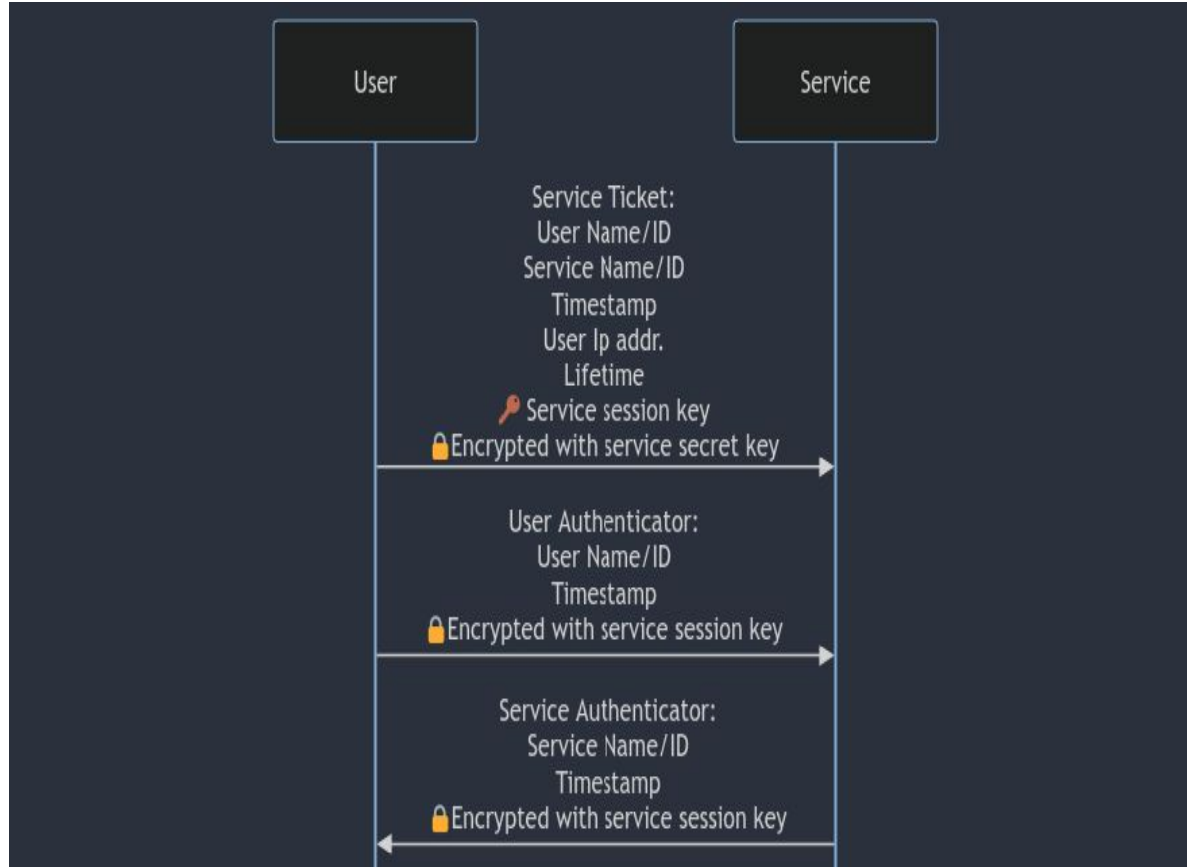 User
Service
Service Ticket:
User Name/ID
Service Name/ID
Timestamp
User Ip addr.
Lifetime
🔑 Service session key
🔒Encrypted with service secret key
User Authenticator:
User Name/ID
Timestamp
🔒Encrypted with service session key
Service Authenticator:
Service Name/ID
Timestamp
🔒Encrypted with service session key